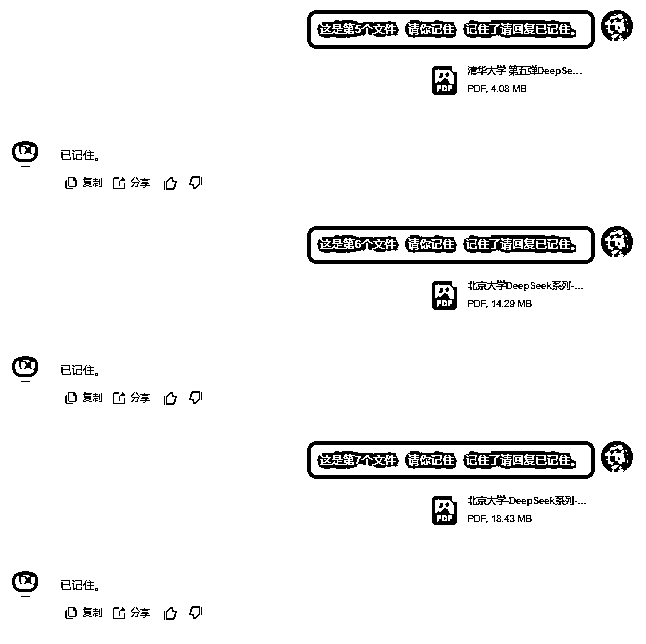 这是第5个文件 请你记住 记住了请回复已记住。
清华大学 第五弹DeepSe...
PDF, 4.08 MB
已记住。
复制 分享
这是第6个文件 请你记住 记住了请回复已记住。
北京大学DeepSeek系列-...
PDF, 14.29 MB
已记住。
复制 分享
这是第7个文件 请你记住 记住了请回复已记住。
北京大学-DeepSeek系列-...
PDF, 18.43 MB
已记住。
复制 分享